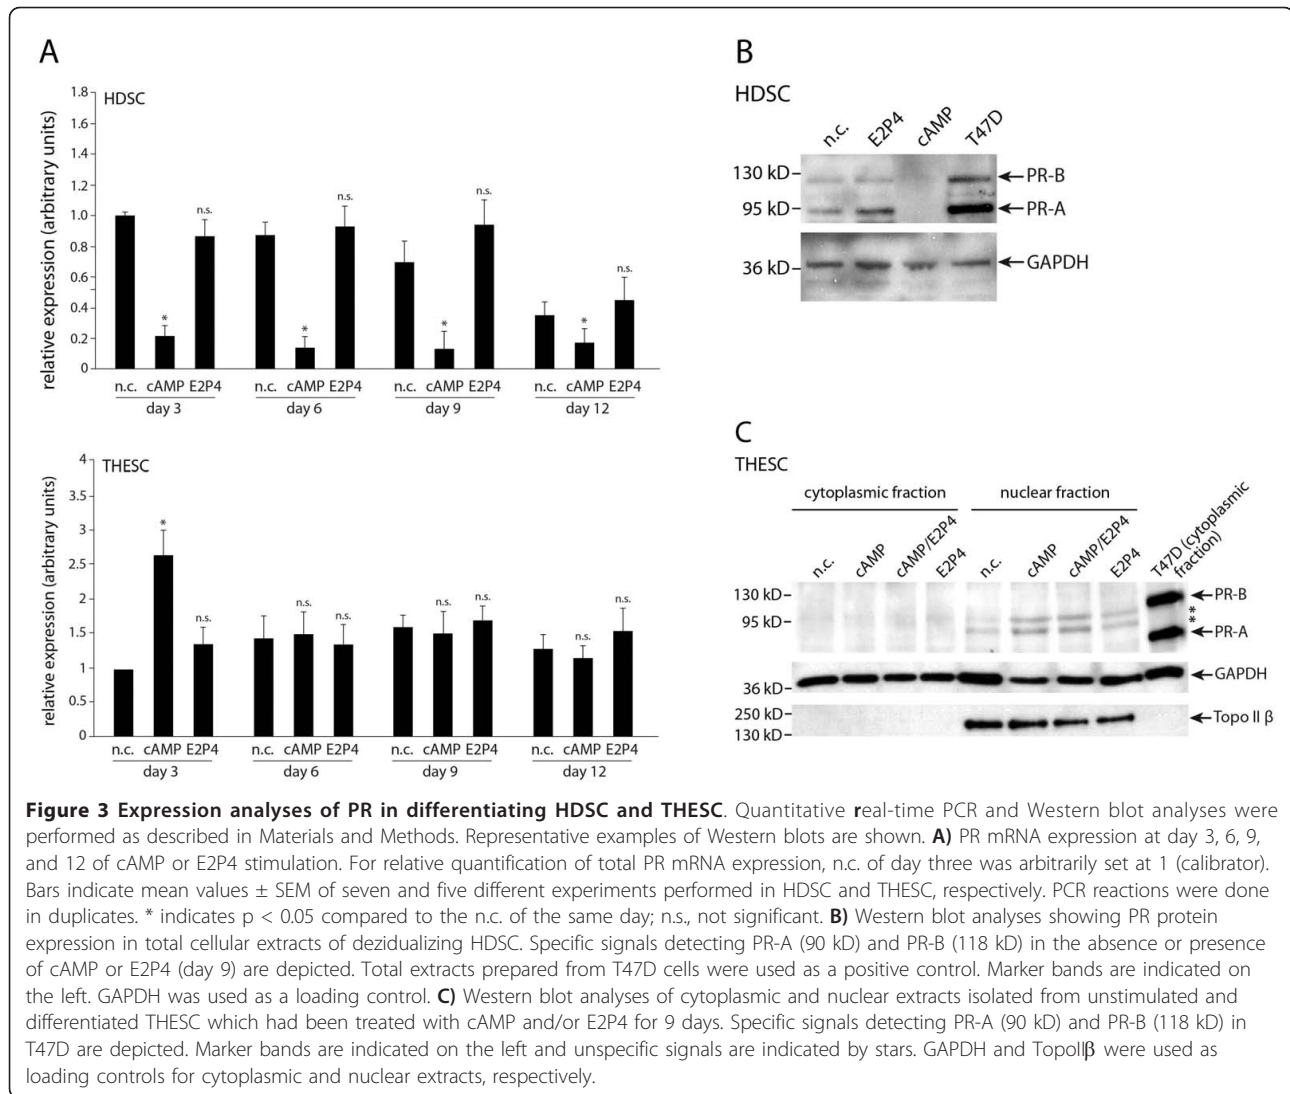 A
HDSC
relative expression (arbitrary units)
1.8
1.6
1.4
1.2
1.0
0.8
0.6
0.4
0.2
0
n.s.
n.s.
n.s.
n.s.
*
*
*
*
n.c. cAMP E2P4 n.c. cAMP E2P4 n.c. cAMP E2P4 n.c. cAMP E2P4
day 3 day 6 day 9 day 12
THESC
relative expression (arbitrary units)
4
3.5
3
2.5
2
1.5
1
0.5
0
*
n.s.
n.s. n.s.
n.s. n.s.
n.s. n.s.
n.c. cAMP E2P4 n.c. cAMP E2P4 n.c. cAMP E2P4 n.c. cAMP E2P4
day 3 day 6 day 9 day 12
B
HDSC
n.c. E2P4 cAMP T47D
130 kD PR-B
95 kD PR-A
36 kD GAPDH
C
THESC
cytoplasmic fraction nuclear fraction
n.c. cAMP cAMP/E2P4 E2P4 n.c. cAMP cAMP/E2P4 E2P4 T47D (cytoplasmic
fraction)
130 kD PR-B
*
95 kD *
PR-A
GAPDH
36 kD
250 kD Topo II β
130 kD
Figure 3 Expression analyses of PR in differentiating HDSC and THESC. Quantitative real-time PCR and Western blot analyses were
performed as described in Materials and Methods. Representative examples of Western blots are shown. A) PR mRNA expression at day 3, 6, 9,
and 12 of cAMP or E2P4 stimulation. For relative quantification of total PR mRNA expression, n.c. of day three was arbitrarily set at 1 (calibrator).
Bars indicate mean values ± SEM of seven and five different experiments performed in HDSC and THESC, respectively. PCR reactions were done
in duplicates. * indicates p < 0.05 compared to the n.c. of the same day; n.s., not significant. B) Western blot analyses showing PR protein
expression in total cellular extracts of dezidualizing HDSC. Specific signals detecting PR-A (90 kD) and PR-B (118 kD) in the absence or presence
of cAMP or E2P4 (day 9) are depicted. Total extracts prepared from T47D cells were used as a positive control. Marker bands are indicated on
the left. GAPDH was used as a loading control. C) Western blot analyses of cytoplasmic and nuclear extracts isolated from unstimulated and
differentiated THESC which had been treated with cAMP and/or E2P4 for 9 days. Specific signals detecting PR-A (90 kD) and PR-B (118 kD) in
T47D are depicted. Marker bands are indicated on the left and unspecific signals are indicated by stars. GAPDH and TopoIIβ were used as
loading controls for cytoplasmic and nuclear extracts, respectively.